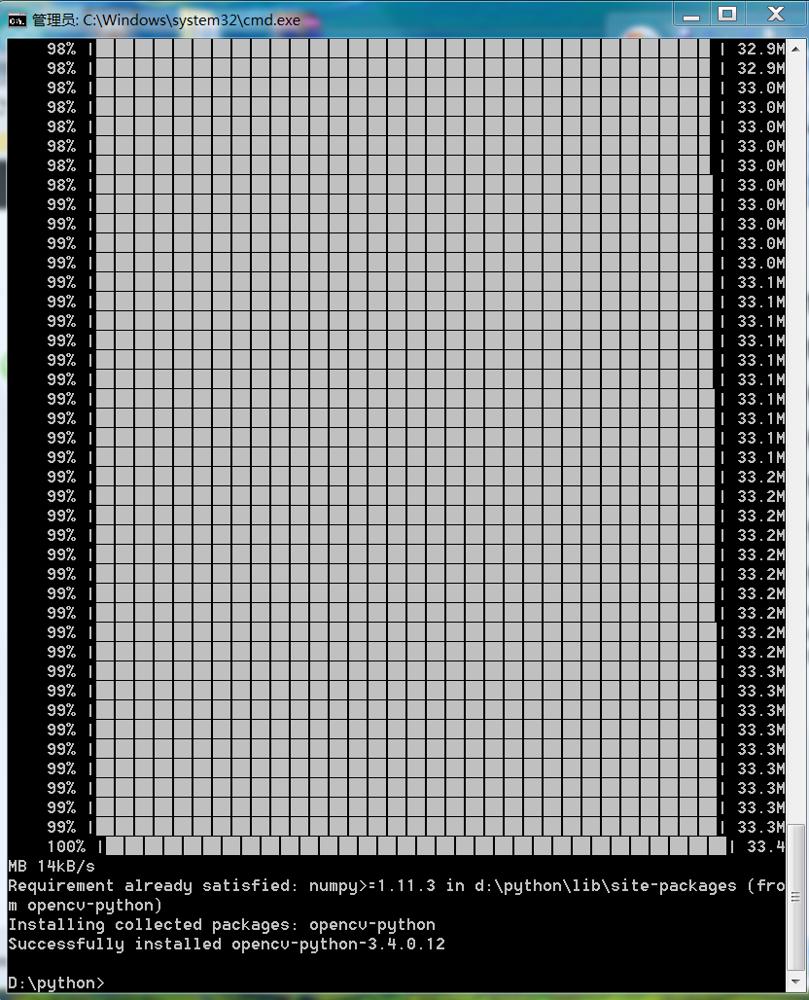 管理员: C:\Windows\system32\cmd.exe
98% | | 32.9M
98% | | 32.9M
98% | | 33.0M
98% | | 33.0M
98% | | 33.0M
98% | | 33.0M
98% | | 33.0M
98% | | 33.0M
99% | | 33.0M
99% | | 33.0M
99% | | 33.0M
99% | | 33.0M
99% | | 33.1M
99% | | 33.1M
99% | | 33.1M
99% | | 33.1M
99% | | 33.1M
99% | | 33.1M
99% | | 33.1M
99% | | 33.1M
99% | | 33.1M
99% | | 33.1M
99% | | 33.2M
99% | | 33.2M
99% | | 33.2M
99% | | 33.2M
99% | | 33.2M
99% | | 33.2M
99% | | 33.2M
99% | | 33.2M
99% | | 33.2M
99% | | 33.2M
99% | | 33.3M
99% | | 33.3M
99% | | 33.3M
99% | | 33.3M
99% | | 33.3M
99% | | 33.3M
99% | | 33.3M
99% | | 33.3M
99% | | 33.3M
100% | | 33.4
MB 14kB/s
Requirement already satisfied: numpy>=1.11.3 in d:\python\lib\site-packages (fro
m opencv-python)
Installing collected packages: opencv-python
Successfully installed opencv-python-3.4.0.12
D:\python>